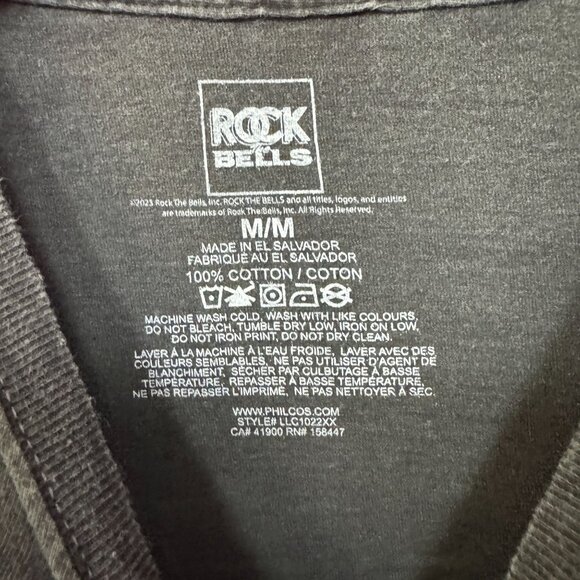 ROCK
THE
BELLS
©2023 Rock The Bells, Inc. ROCK THE BELLS and all titles, logos, and entities
are trademarks of Rock The Bells, Inc. All Rights Reserved.
M/M
MADE IN EL SALVADOR
FABRIQUÉ AU EL SALVADOR
100% COTTON / COTON
MACHINE WASH COLD, WASH WITH LIKE COLOURS,
DO NOT BLEACH, TUMBLE DRY LOW, IRON ON LOW,
DO NOT IRON PRINT, DO NOT DRY CLEAN.
LAVER À LA MACHINE À L'EAU FROIDE, LAVER AVEC DES
COULEURS SEMBLABLES, NE PAS UTILISER D'AGENT DE
BLANCHIMENT, SÉCHER PAR CULBUTAGE À BASSE
TEMPÉRATURE, REPASSER À BASSE TEMPÉRATURE,
NE PAS REPASSER L'IMPRIMÉ, NE PAS NETTOYER À SEC.
WWW.PHILCOS.COM
STYLE# LLC1022XX
CA# 41900 RN# 158447